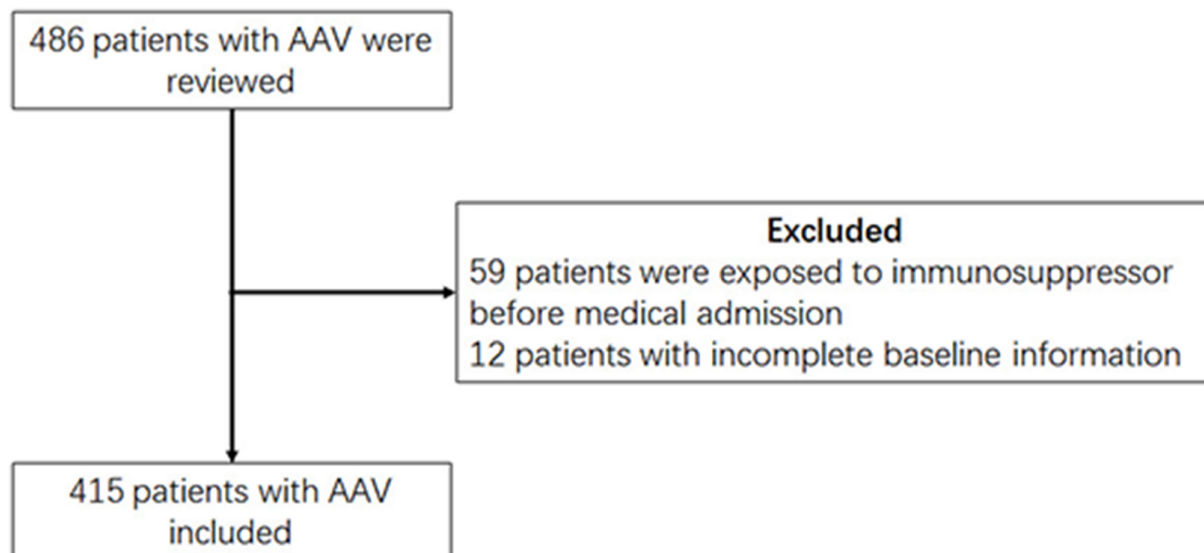 486 patients with AAV were
reviewed
Excluded
59 patients were exposed to immunosuppressor
before medical admission
12 patients with incomplete baseline information
415 patients with AAV
included